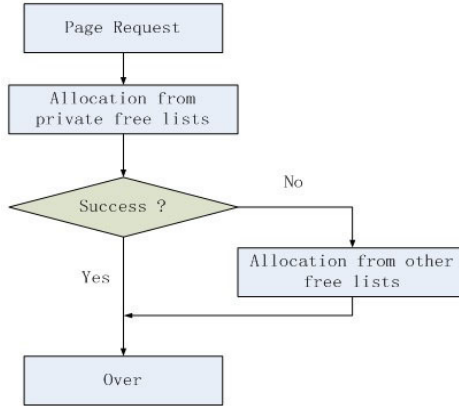 Page Request
Allocation from
private free lists
Success ?
No
Yes
Allocation from other
free lists
Over